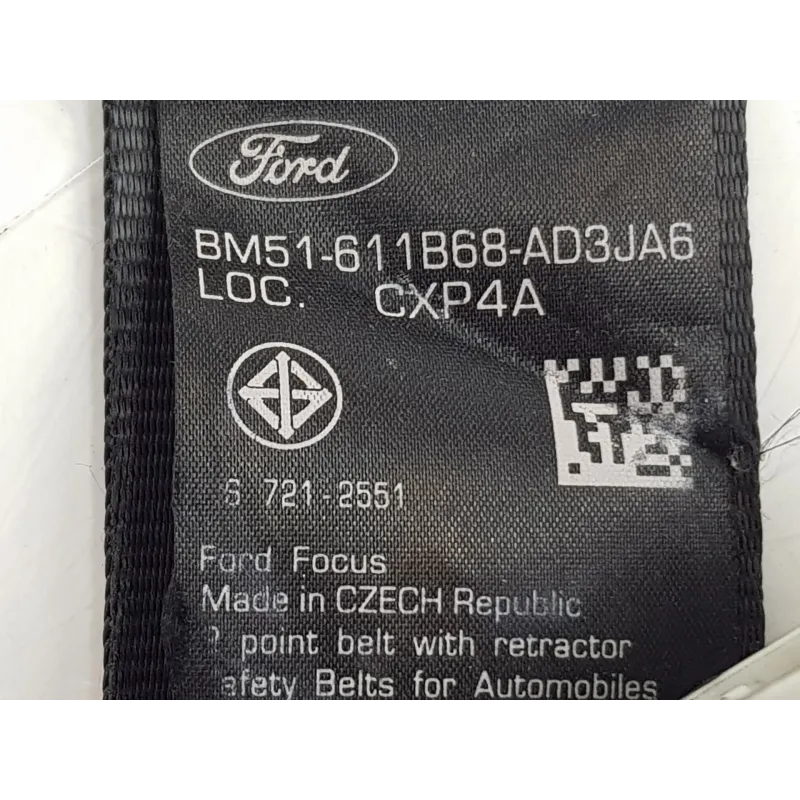 Ford
BM51-611B68-AD3JA6
LOC. CXP4A
721-2551
Ford Focus
Made in CZECH Republic
point belt with retractor
Belts for Automobiles